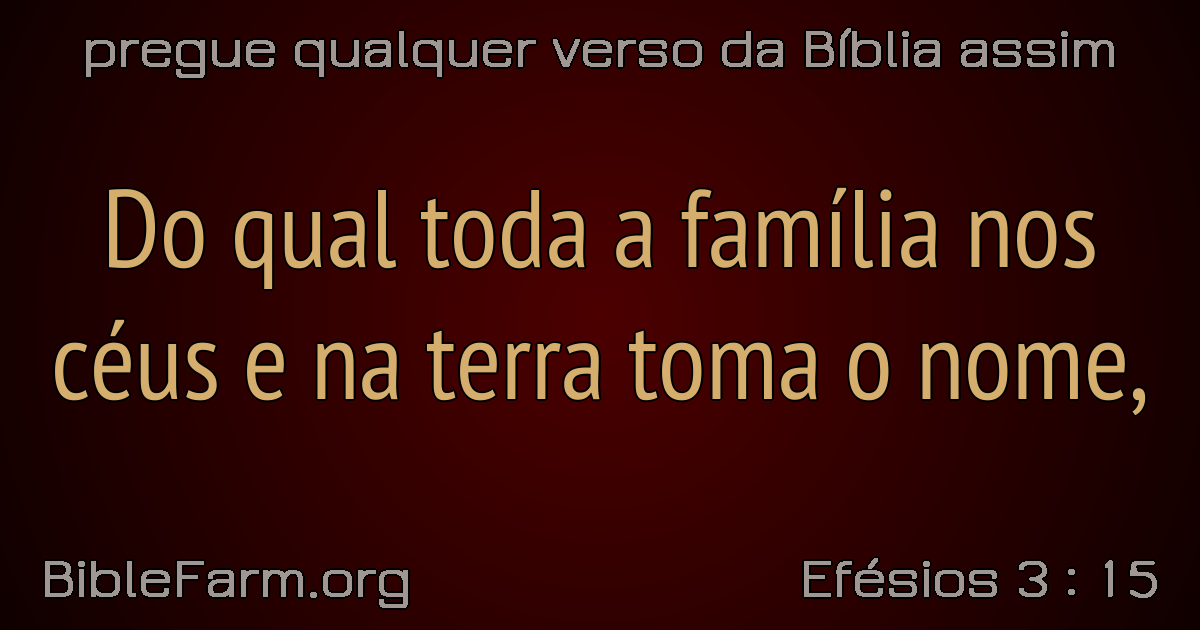 pregue qualquer verso da Bíblia assim
Do qual toda a família nos
céus e na terra toma o nome,
BibleFarm.org
Efésios 3 : 15